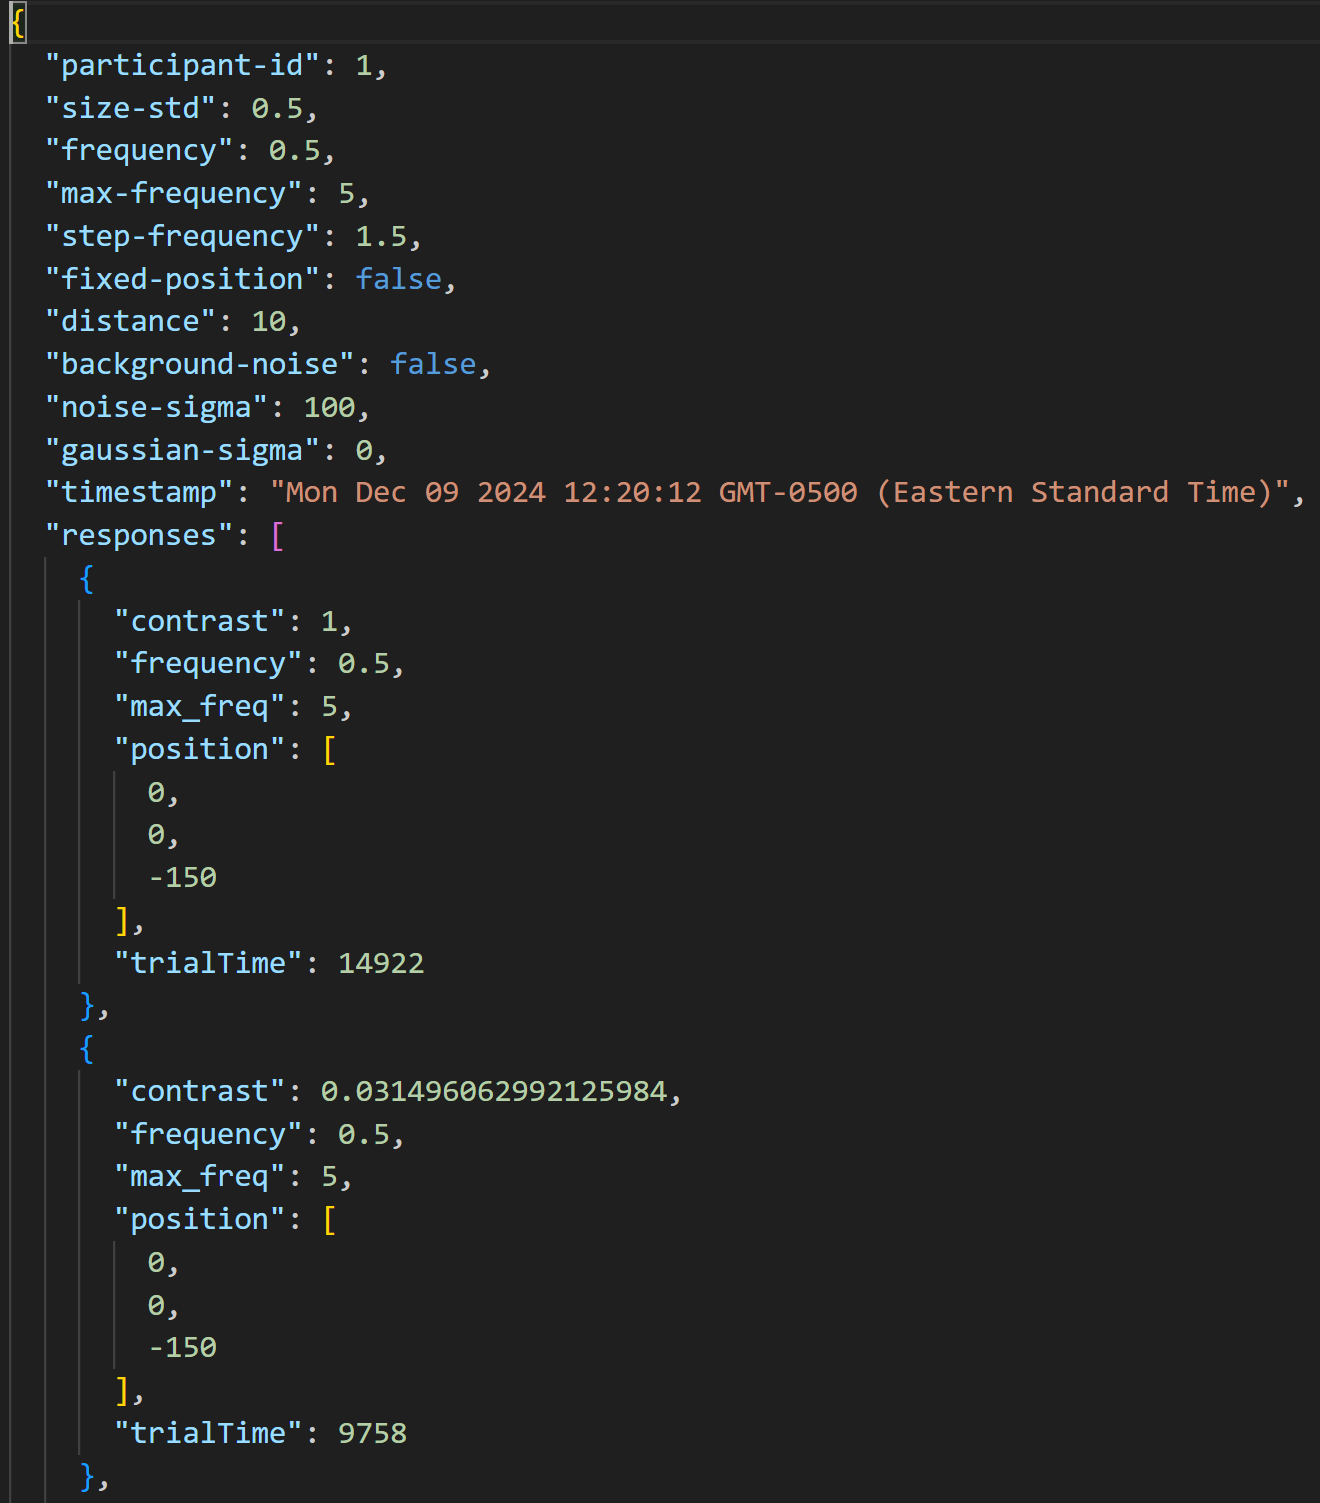 {
  "participant-id": 1,
  "size-std": 0.5,
  "frequency": 0.5,
  "max-frequency": 5,
  "step-frequency": 1.5,
  "fixed-position": false,
  "distance": 10,
  "background-noise": false,
  "noise-sigma": 100,
  "gaussian-sigma": 0,
  "timestamp": "Mon Dec 09 2024 12:20:12 GMT-0500 (Eastern Standard Time)",
  "responses": [
    {
      "contrast": 1,
      "frequency": 0.5,
      "max_freq": 5,
      "position": [
        0,
        0,
        -150
      ],
      "trialTime": 14922
    },
    {
      "contrast": 0.031496062992125984,
      "frequency": 0.5,
      "max_freq": 5,
      "position": [
        0,
        0,
        -150
      ],
      "trialTime": 9758
    },